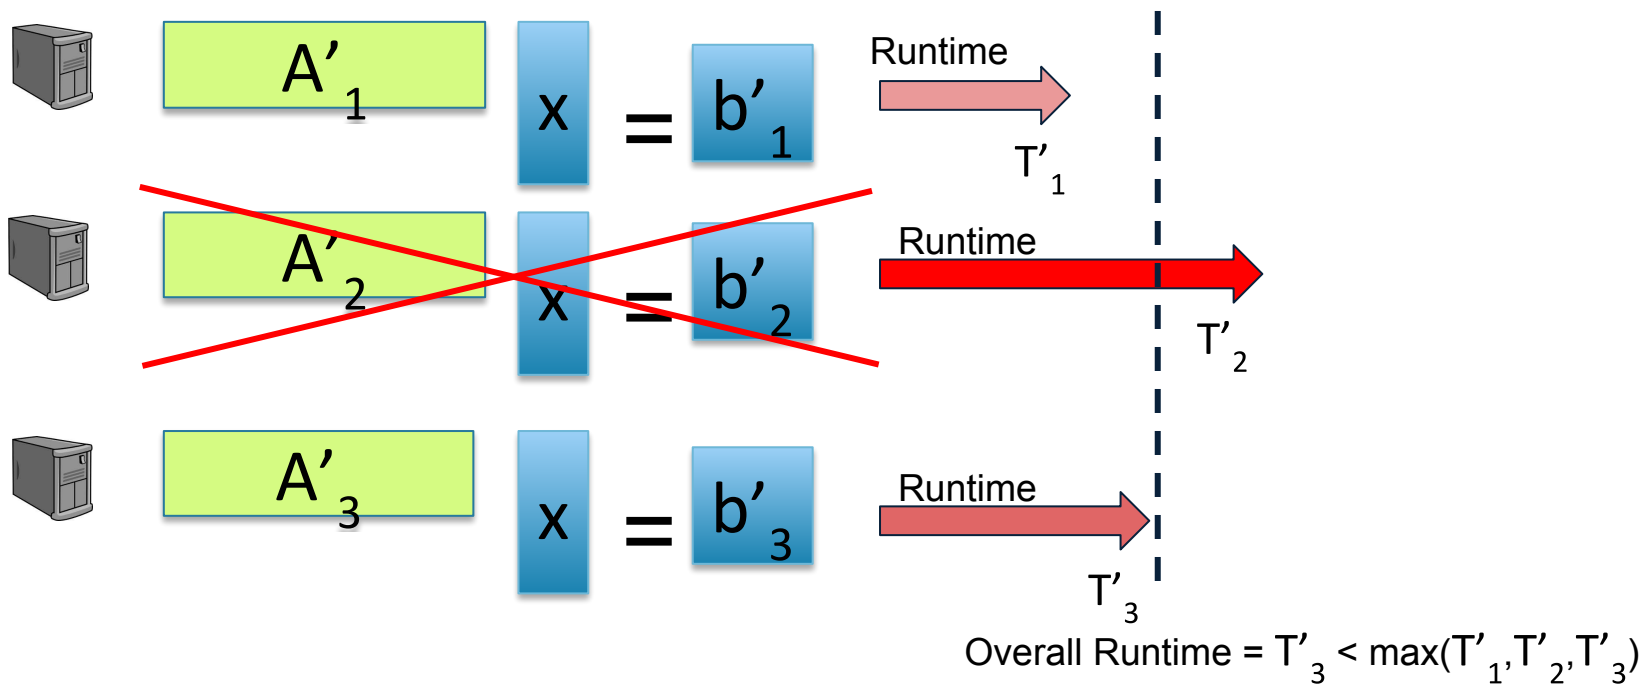 A′₁ x = b′₁ Runtime
T′₁
A′₂ x = b′₂ Runtime
T′₂
A′₃ x = b′₃ Runtime
T′₃
Overall Runtime = T′₃ < max(T′₁,T′₂,T′₃)